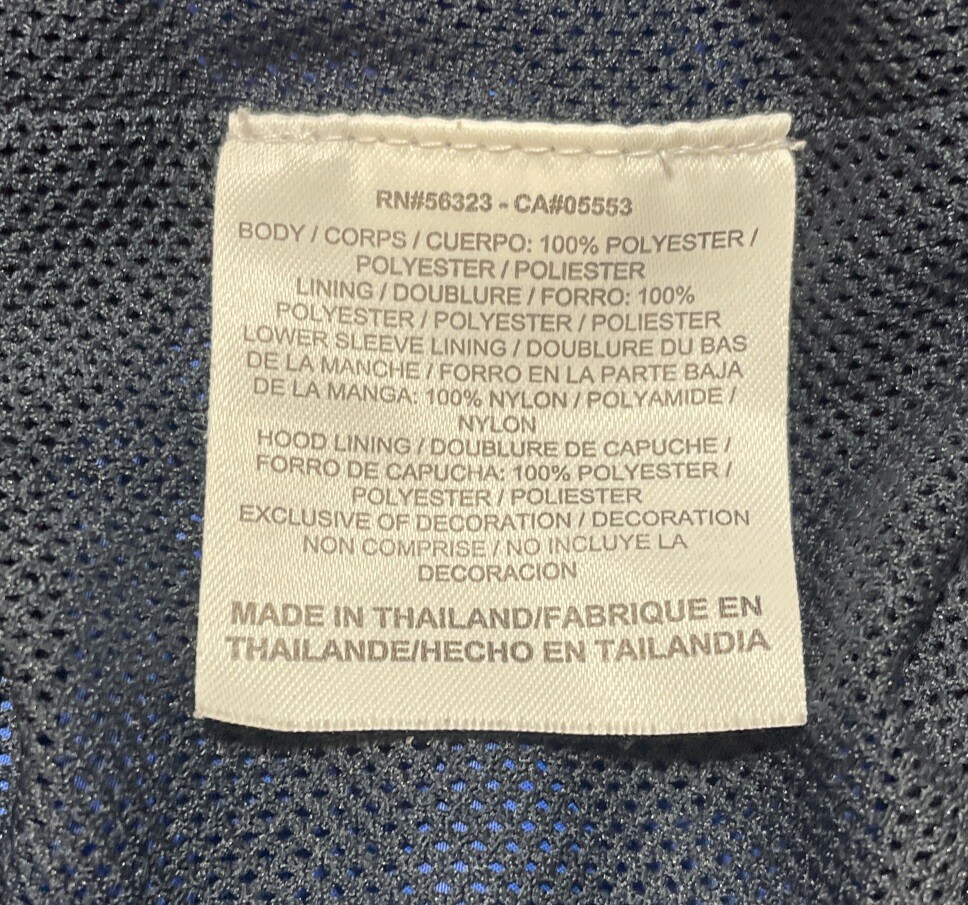 RN#56323 - CA#05553
BODY / CORPS / CUERPO: 100% POLYESTER /
POLYESTER / POLIESTER
LINING / DOUBLURE / FORRO: 100%
POLYESTER / POLYESTER / POLIESTER
LOWER SLEEVE LINING / DOUBLURE DU BAS
DE LA MANCHE / FORRO EN LA PARTE BAJA
DE LA MANGA: 100% NYLON / POLYAMIDE /
NYLON
HOOD LINING / DOUBLURE DE CAPUCHE /
FORRO DE CAPUCHA: 100% POLYESTER /
POLYESTER / POLIESTER
EXCLUSIVE OF DECORATION / DECORATION
NON COMPRISE / NO INCLUYE LA
DECORACION
MADE IN THAILAND/FABRIQUE EN
THAILANDE/HECHO EN TAILANDIA